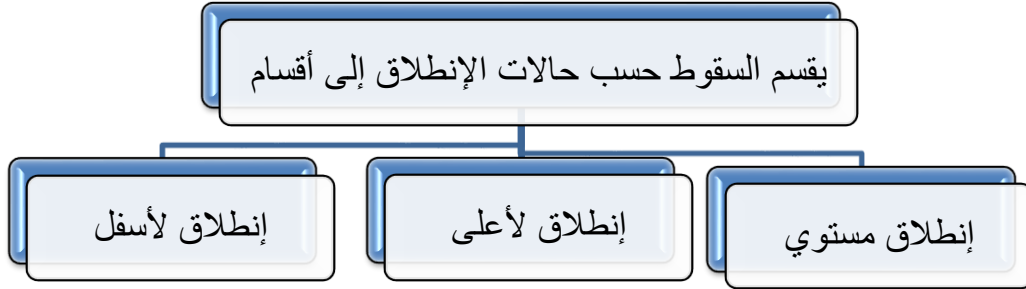 يقسم السقوط حسب حالات الإنطلاق إلى أقسام
إنطلاق مستوي
إنطلاق لأعلى
إنطلاق لأسفل